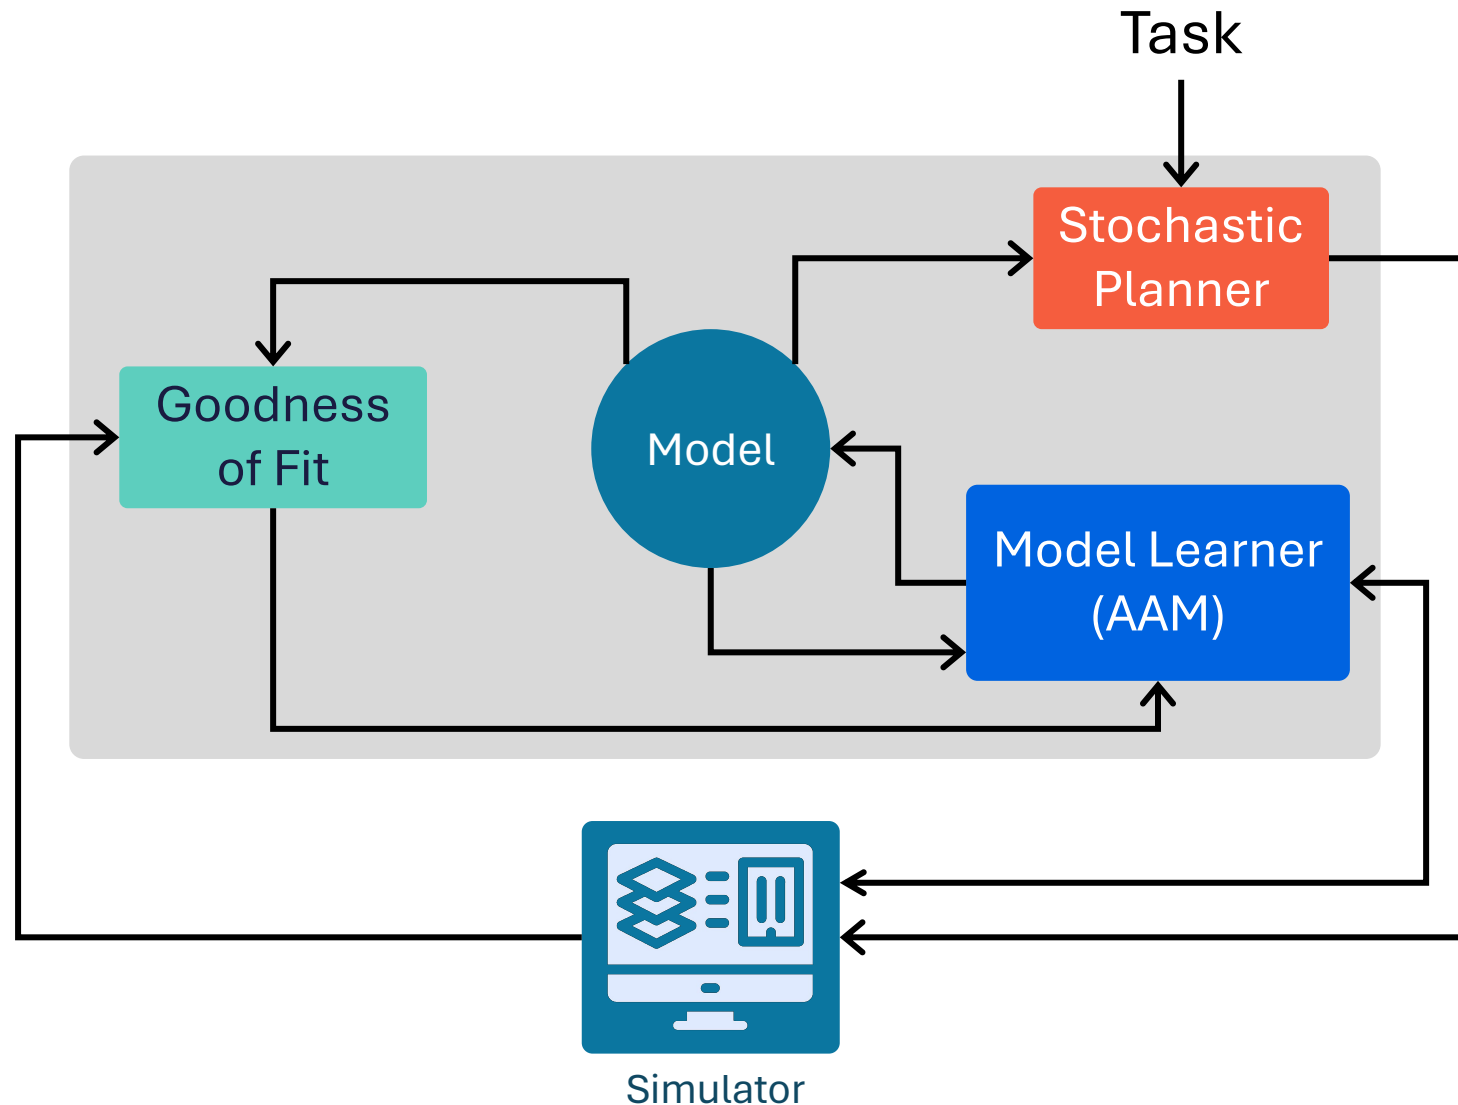 Task
Stochastic
Planner
Goodness
of Fit
Model
Model Learner
(AAM)
Simulator